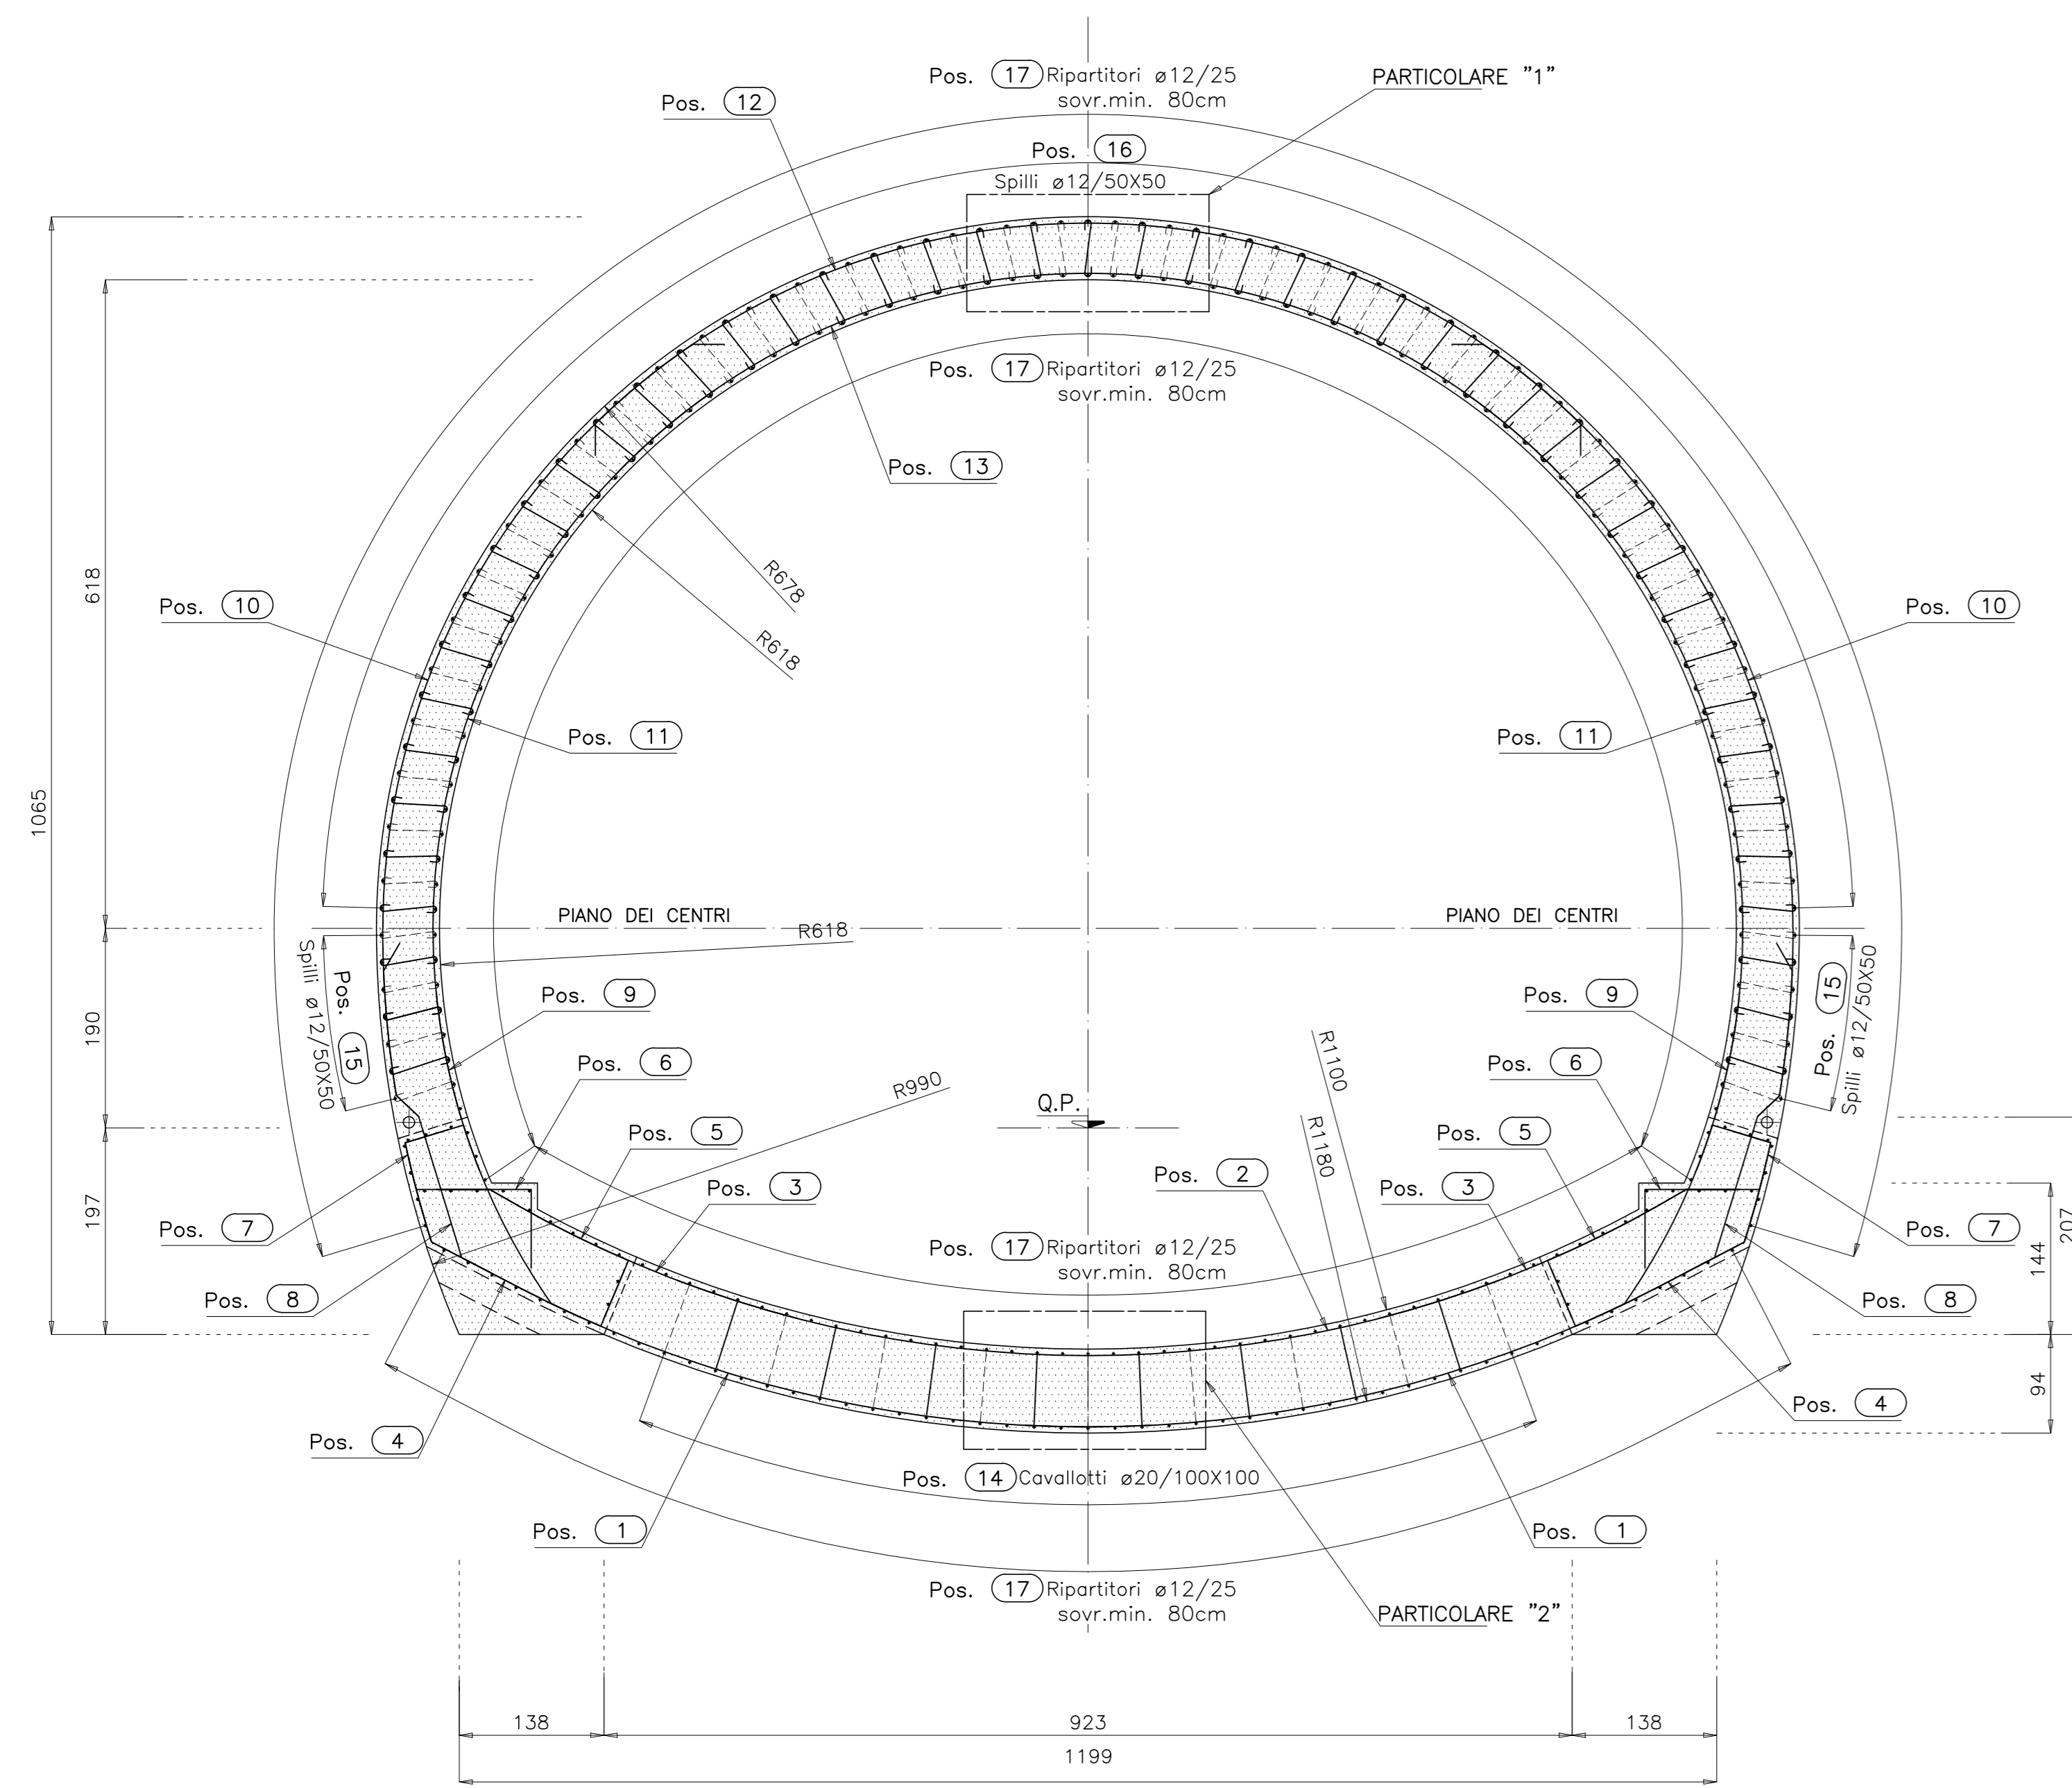 Pos. 17 Ripartitori ø12/25
sovr.min. 80cm
PARTICOLARE "1"
Pos. 12
Pos. 16
Spilli ø12/50X50
Pos. 17 Ripartitori ø12/25
sovr.min. 80cm
Pos. 13
R678
R618
618
1065
Pos. 10
Pos. 10
Pos. 11
Pos. 11
PIANO DEI CENTRI
PIANO DEI CENTRI
R618
Spilli ø12/50X50
Pos. 15
Pos. 15
Spilli ø12/50X50
190
Pos. 9
Pos. 9
Pos. 6
Pos. 6
R990
R1100
R1180
Q.P.
Pos. 5
Pos. 5
Pos. 3
Pos. 2
Pos. 3
197
Pos. 7
Pos. 7
207
144
Pos. 17 Ripartitori ø12/25
sovr.min. 80cm
Pos. 8
Pos. 8
94
Pos. 4
Pos. 4
Pos. 14 Cavallotti ø20/100X100
Pos. 1
Pos. 1
Pos. 17 Ripartitori ø12/25
sovr.min. 80cm
PARTICOLARE "2"
138
923
138
1199